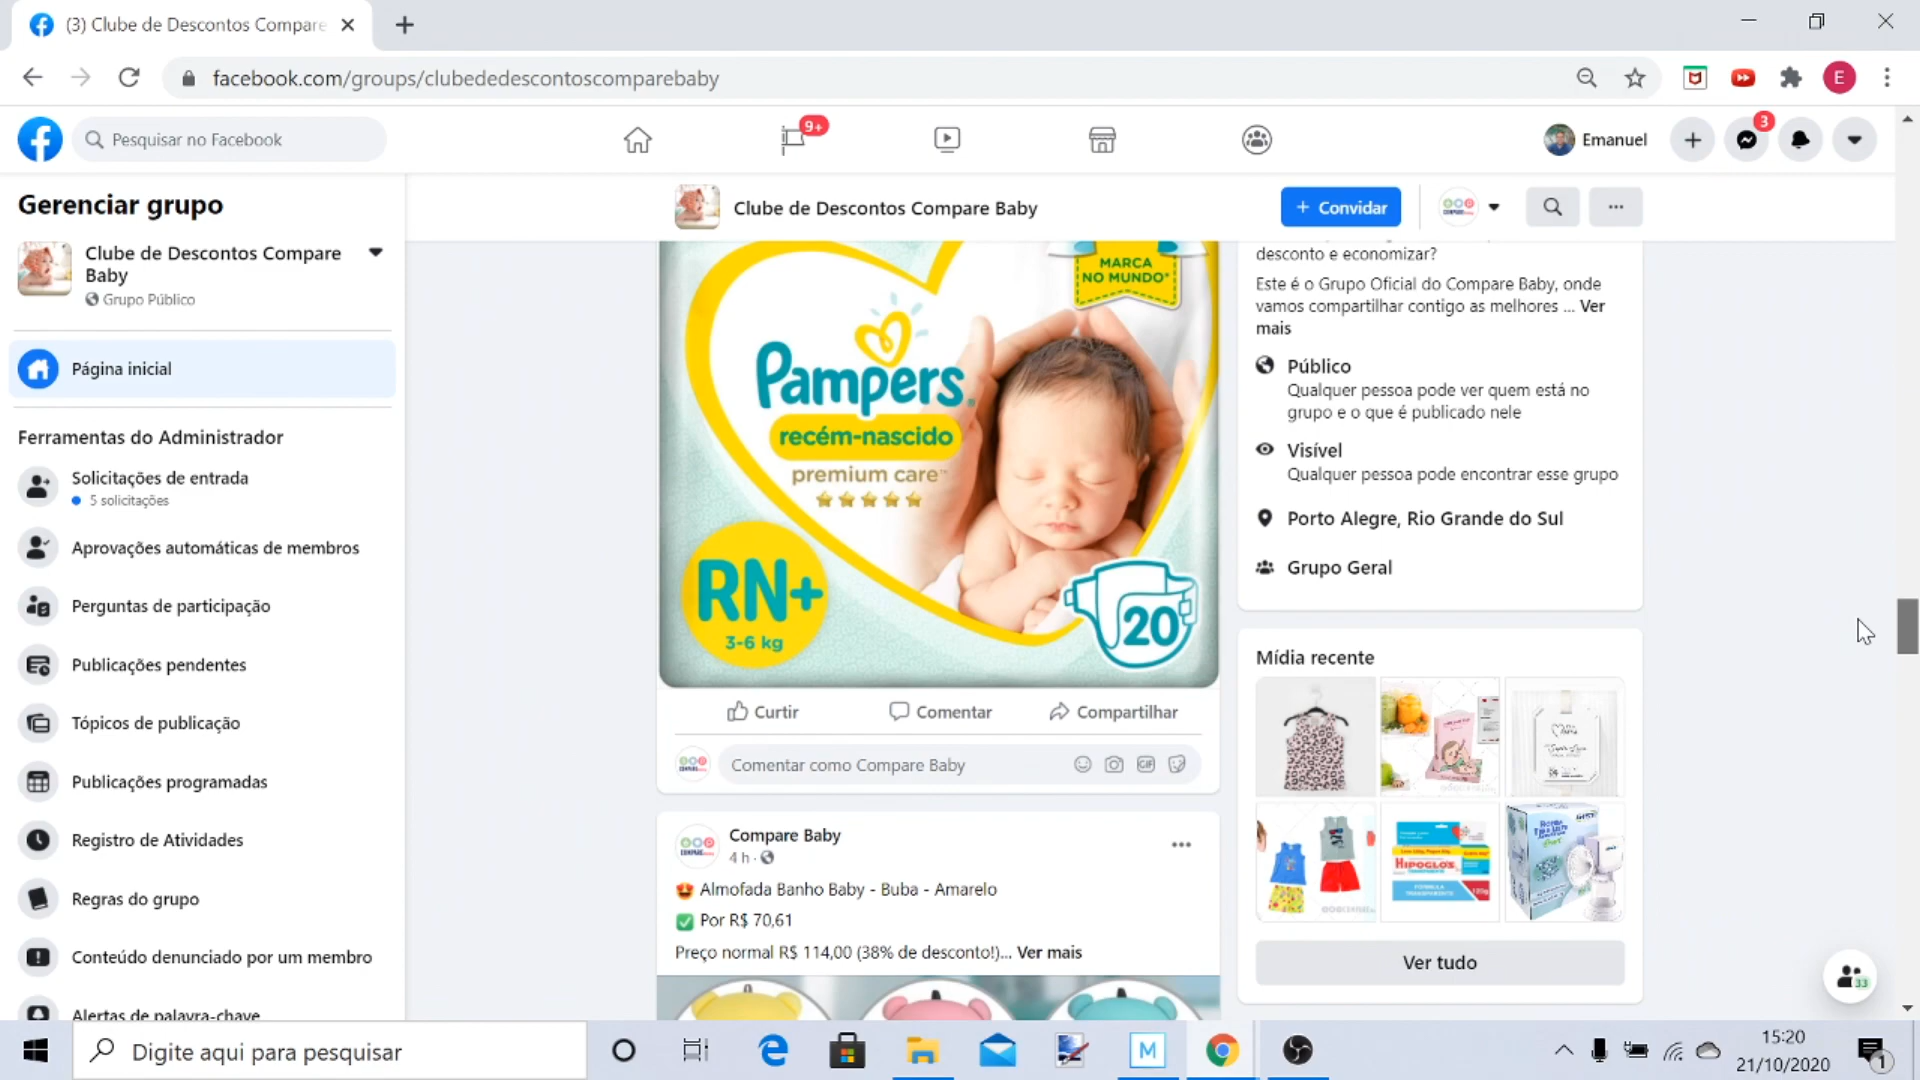 (3) Clube de Descontos Compare
facebook.com/groups/clubededescontoscomparebaby
E
Pesquisar no Facebook
9+
Emanuel
3
Gerenciar grupo
Clube de Descontos Compare Baby
Grupo Público
Página inicial
Ferramentas do Administrador
Solicitações de entrada
5 solicitações
Aprovações automáticas de membros
Perguntas de participação
Publicações pendentes
Tópicos de publicação
Publicações programadas
Registro de Atividades
Regras do grupo
Conteúdo denunciado por um membro
Alertas de palavra-chave
Clube de Descontos Compare Baby
+ Convidar
MARCA
NO MUNDO*
Pampers
recém-nascido
premium care™
RN+
3-6 kg
20
Curtir
Comentar
Compartilhar
Comentar como Compare Baby
GIF
Compare Baby
4 h ·
Almofada Banho Baby - Buba - Amarelo
Por R$ 70,61
Preço normal R$ 114,00 (38% de desconto!)... Ver mais
desconto e economizar?
Este é o Grupo Oficial do Compare Baby, onde
vamos compartilhar contigo as melhores ... Ver
mais
Público
Qualquer pessoa pode ver quem está no
grupo e o que é publicado nele
Visível
Qualquer pessoa pode encontrar esse grupo
Porto Alegre, Rio Grande do Sul
Grupo Geral
Mídia recente
HIPOGLÓS
Ver tudo
33
Digite aqui para pesquisar
M
15:20
21/10/2020
1